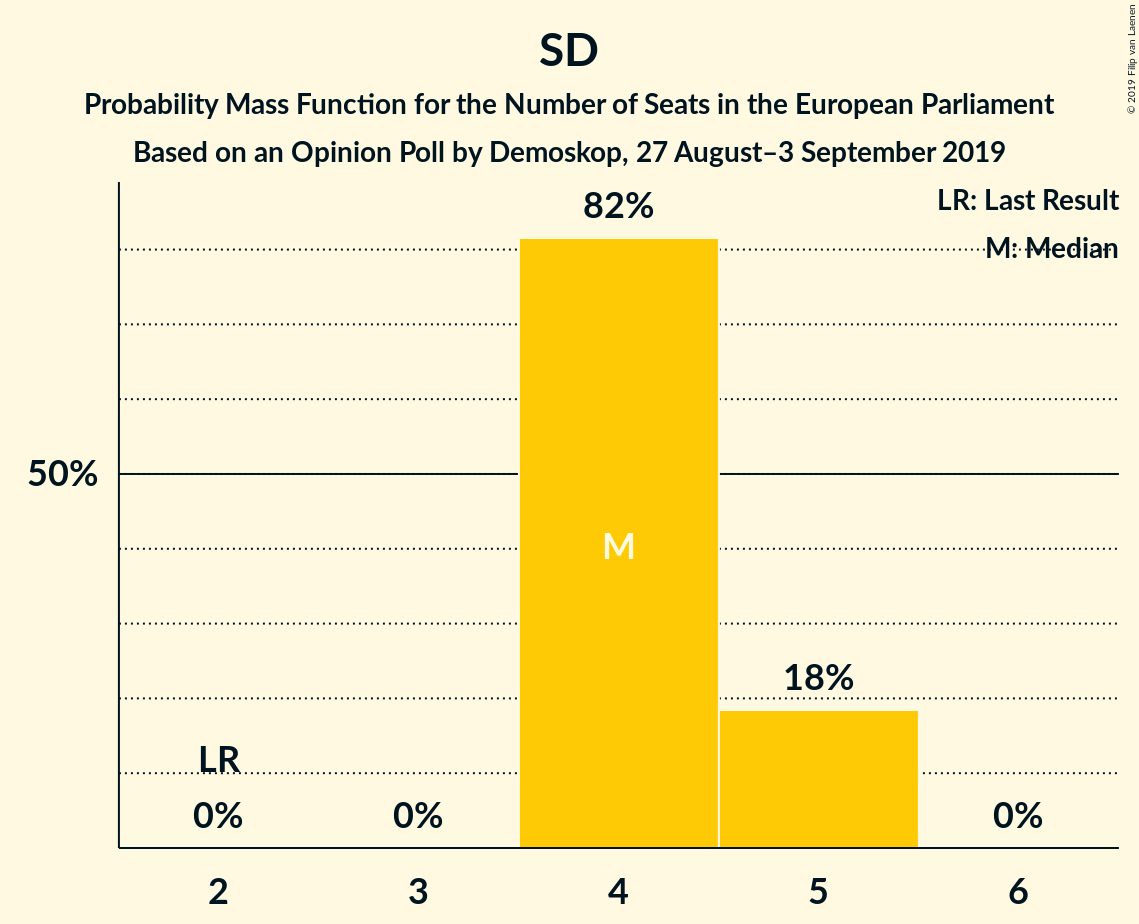 SD
Probability Mass Function for the Number of Seats in the European Parliament
Based on an Opinion Poll by Demoskop, 27 August–3 September 2019
© 2019 Filip van Laenen
LR: Last Result
M: Median
82%
50%
M
18%
LR
0%
0%
0%
2
3
4
5
6